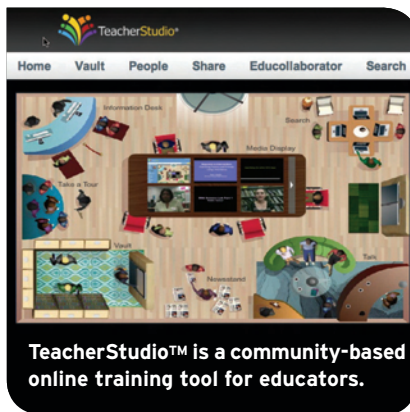 TeacherStudio®
Home Vault People Share Educollaborator Search
Information Desk
Search
Media Display
Take a Tour
Vault
Newsstand
Talk
TeacherStudio™ is a community-based
online training tool for educators.